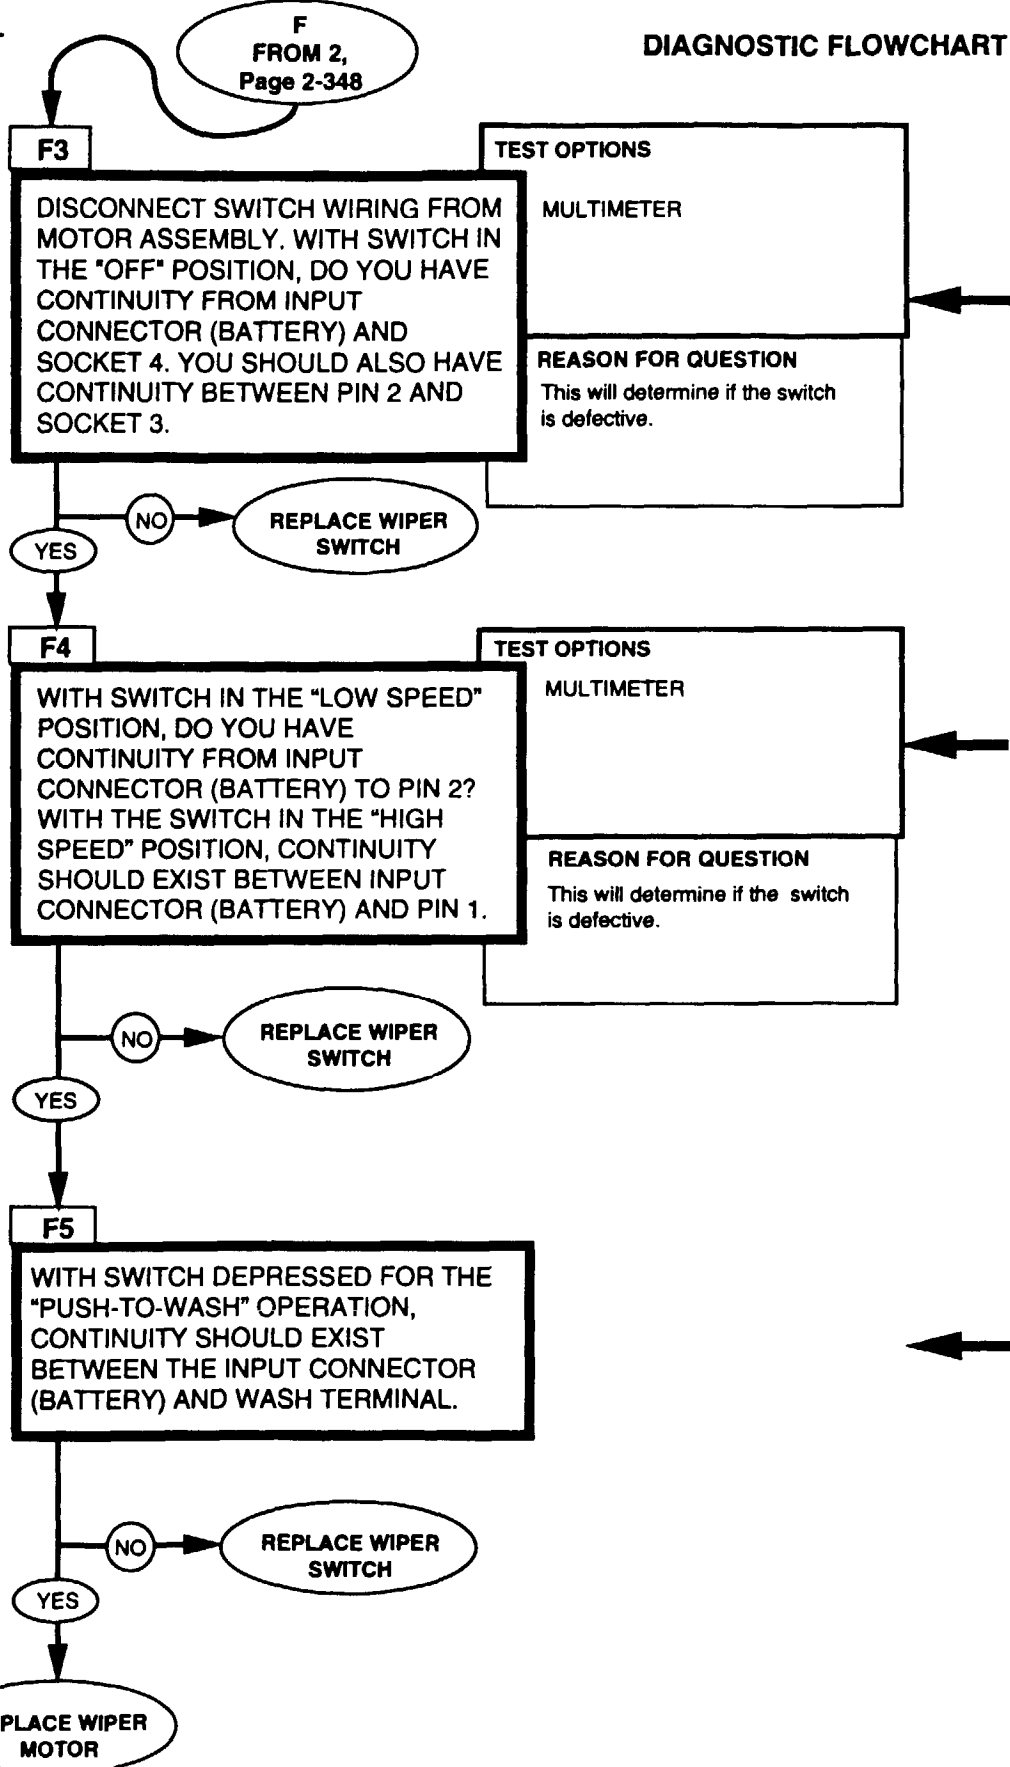 F
FROM 2,
Page 2-348
DIAGNOSTIC FLOWCHART
F3
DISCONNECT SWITCH WIRING FROM
MOTOR ASSEMBLY. WITH SWITCH IN
THE "OFF" POSITION, DO YOU HAVE
CONTINUITY FROM INPUT
CONNECTOR (BATTERY) AND
SOCKET 4. YOU SHOULD ALSO HAVE
CONTINUITY BETWEEN PIN 2 AND
SOCKET 3.
TEST OPTIONS
MULTIMETER
REASON FOR QUESTION
This will determine if the switch
is defective.
NO
REPLACE WIPER
SWITCH
YES
F4
WITH SWITCH IN THE "LOW SPEED"
POSITION, DO YOU HAVE
CONTINUITY FROM INPUT
CONNECTOR (BATTERY) TO PIN 2?
WITH THE SWITCH IN THE "HIGH
SPEED" POSITION, CONTINUITY
SHOULD EXIST BETWEEN INPUT
CONNECTOR (BATTERY) AND PIN 1.
TEST OPTIONS
MULTIMETER
REASON FOR QUESTION
This will determine if the switch
is defective.
NO
REPLACE WIPER
SWITCH
YES
F5
WITH SWITCH DEPRESSED FOR THE
"PUSH-TO-WASH" OPERATION,
CONTINUITY SHOULD EXIST
BETWEEN THE INPUT CONNECTOR
(BATTERY) AND WASH TERMINAL.
NO
REPLACE WIPER
SWITCH
YES
PLACE WIPER
MOTOR